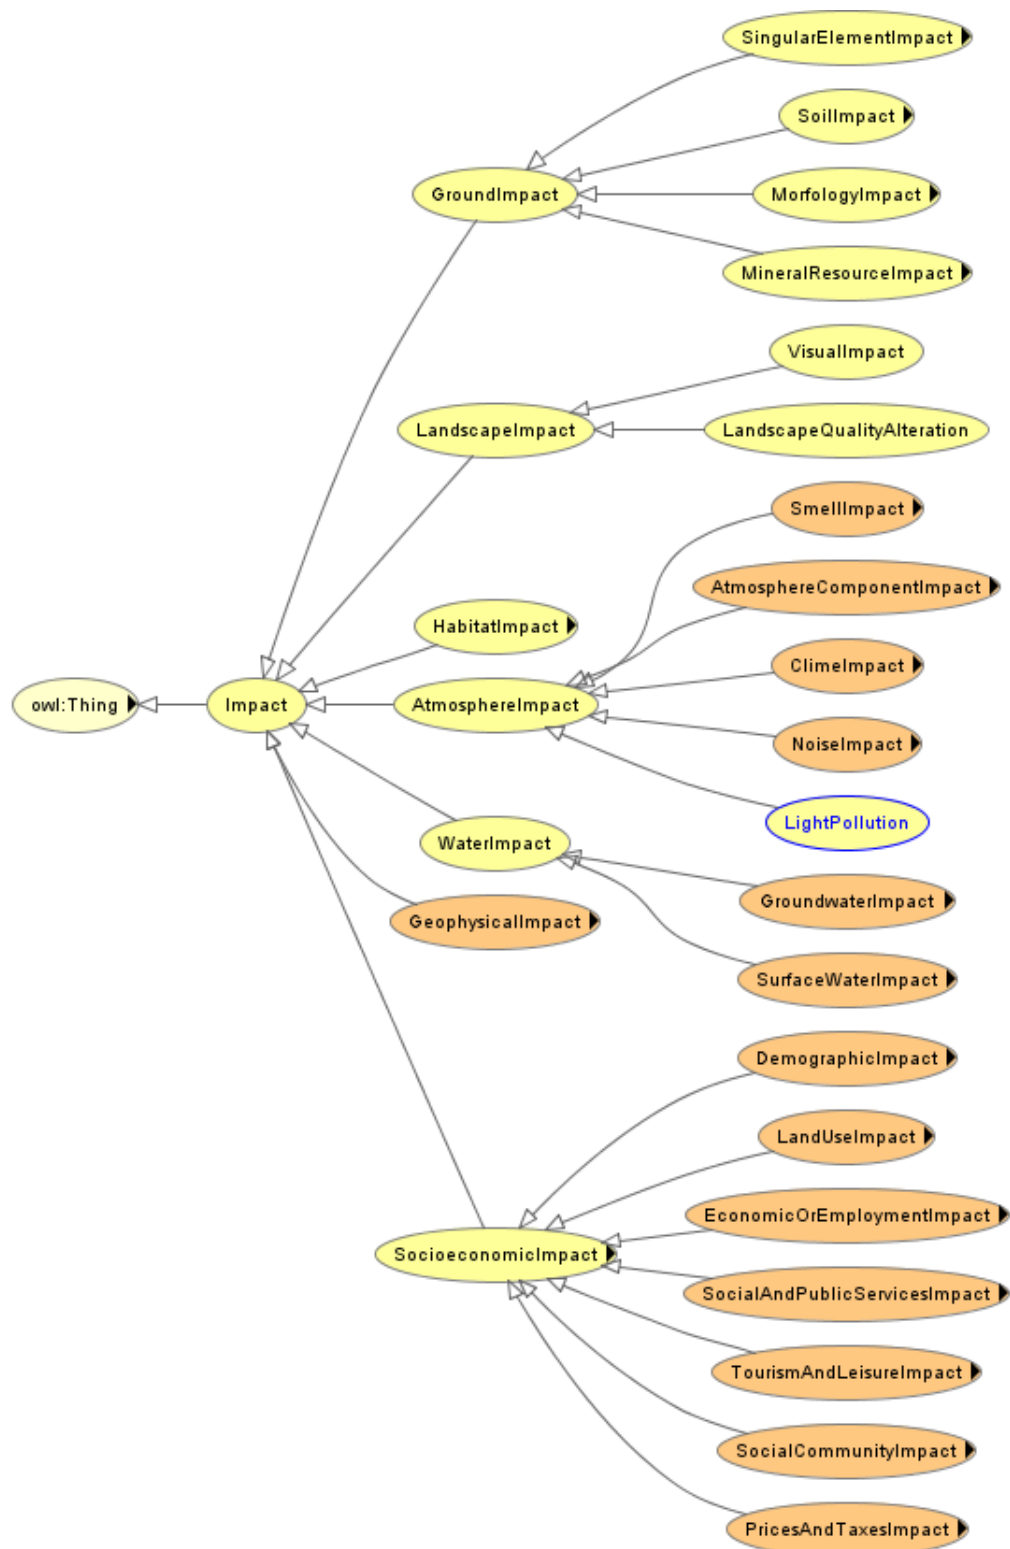 SingularElementImpact
SoilImpact
GroundImpact
MorfologyImpact
MineralResourceImpact
VisualImpact
LandscapeImpact
LandscapeQualityAlteration
SmellImpact
AtmosphereComponentImpact
HabitatImpact
ClimeImpact
owl:Thing
Impact
AtmosphereImpact
NoiseImpact
LightPollution
WaterImpact
GroundwaterImpact
GeophysicalImpact
SurfaceWaterImpact
DemographicImpact
LandUseImpact
EconomicOrEmploymentImpact
SocioeconomicImpact
SocialAndPublicServicesImpact
TourismAndLeisureImpact
SocialCommunityImpact
PricesAndTaxesImpact